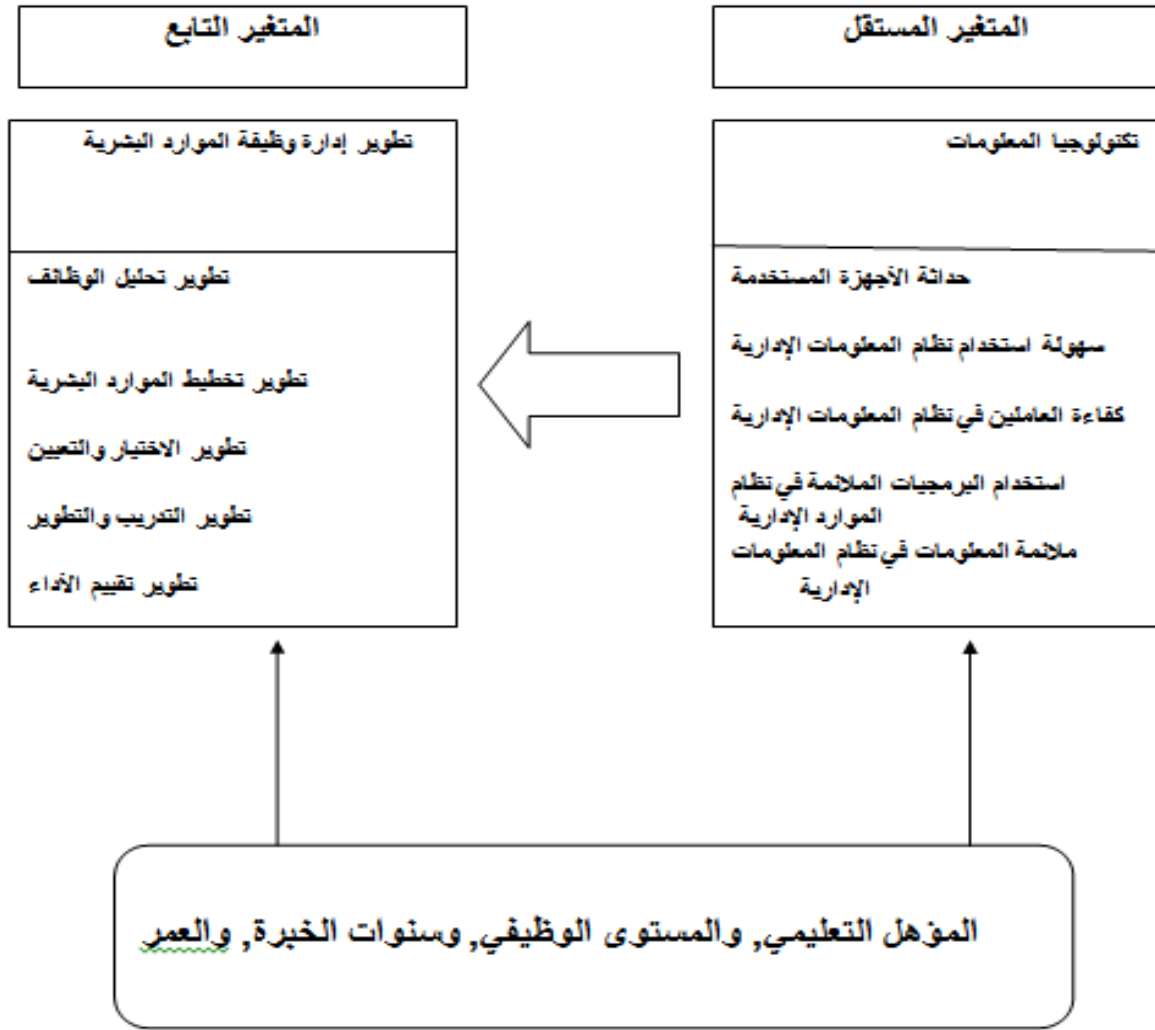 المتغير المستقل
المتغير التابع
تكنولوجيا المعلومات
حداثة الأجهزة المستخدمة
سهولة استخدام نظام المعلومات الإدارية
كفاءة العاملين في نظام المعلومات الإدارية
استخدام البرمجيات الملائمة في نظام
الموارد الإدارية
ملائمة المعلومات في نظام المعلومات
الإدارية
تطوير إدارة وظيفة الموارد البشرية
تطوير تحليل الوظائف
تطوير تخطيط الموارد البشرية
تطوير الاختيار والتعيين
تطوير التدريب والتطوير
تطوير تقييم الأداء
المؤهل التعليمي, والمستوى الوظيفي, وسنوات الخبرة, والعمر